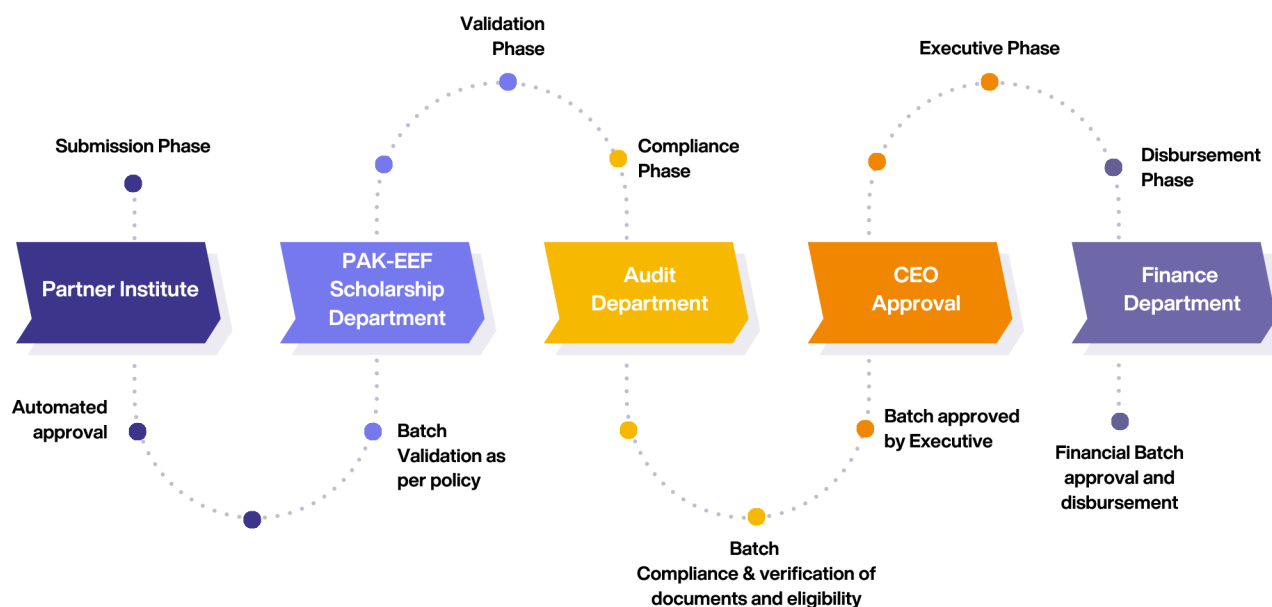 Submission Phase
Partner Institute
Automated
approval
Validation
Phase
PAK-EEF
Scholarship
Department
Batch
Validation as
per policy
Compliance
Phase
Audit
Department
Batch
Compliance & verification of
documents and eligibility
Executive Phase
CEO
Approval
Batch approved
by Executive
Disbursement
Phase
Finance
Department
Financial Batch
approval and
disbursement